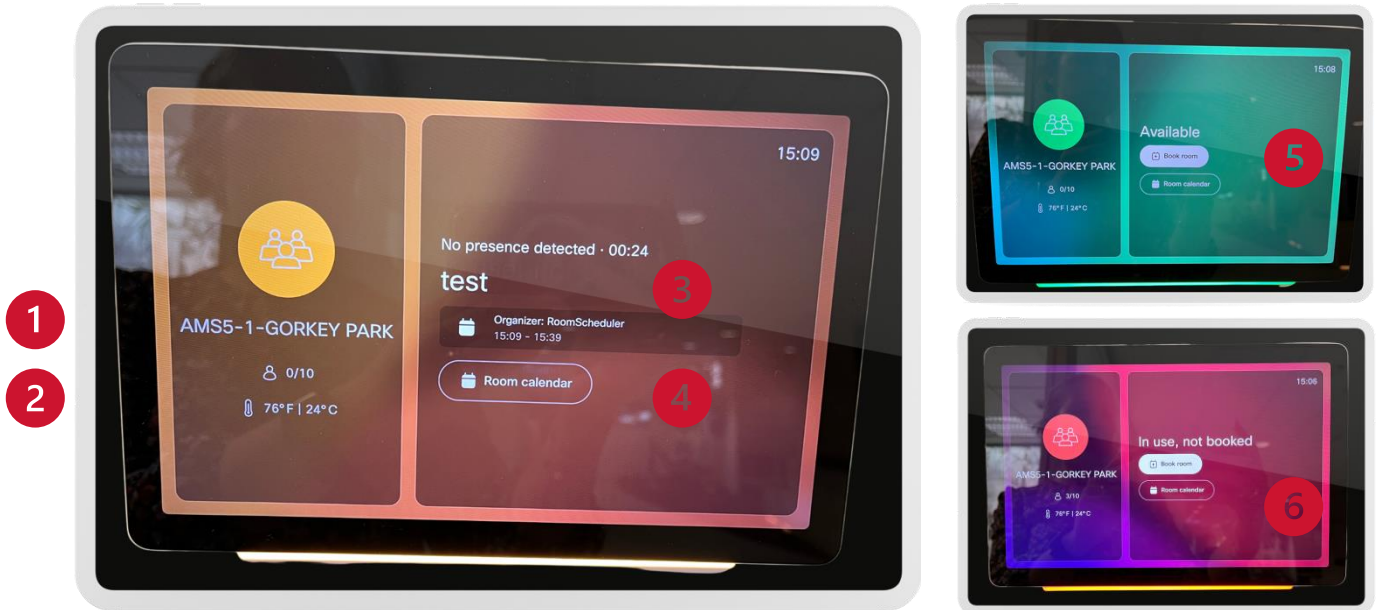 1
2
15:09
No presence detected · 00:24
test
3
Organizer: RoomScheduler
15:09 - 15:39
Room calendar
4
AMS5-1-GORKEY PARK
0/10
76°F | 24°C
15:08
Available
Book room
Room calendar
5
AMS5-1-GORKEY PARK
0/10
76°F | 24°C
15:06
In use, not booked
Book room
Room calendar
6
AMS5-1-GORKEY PARK
3/10
76°F | 24°C